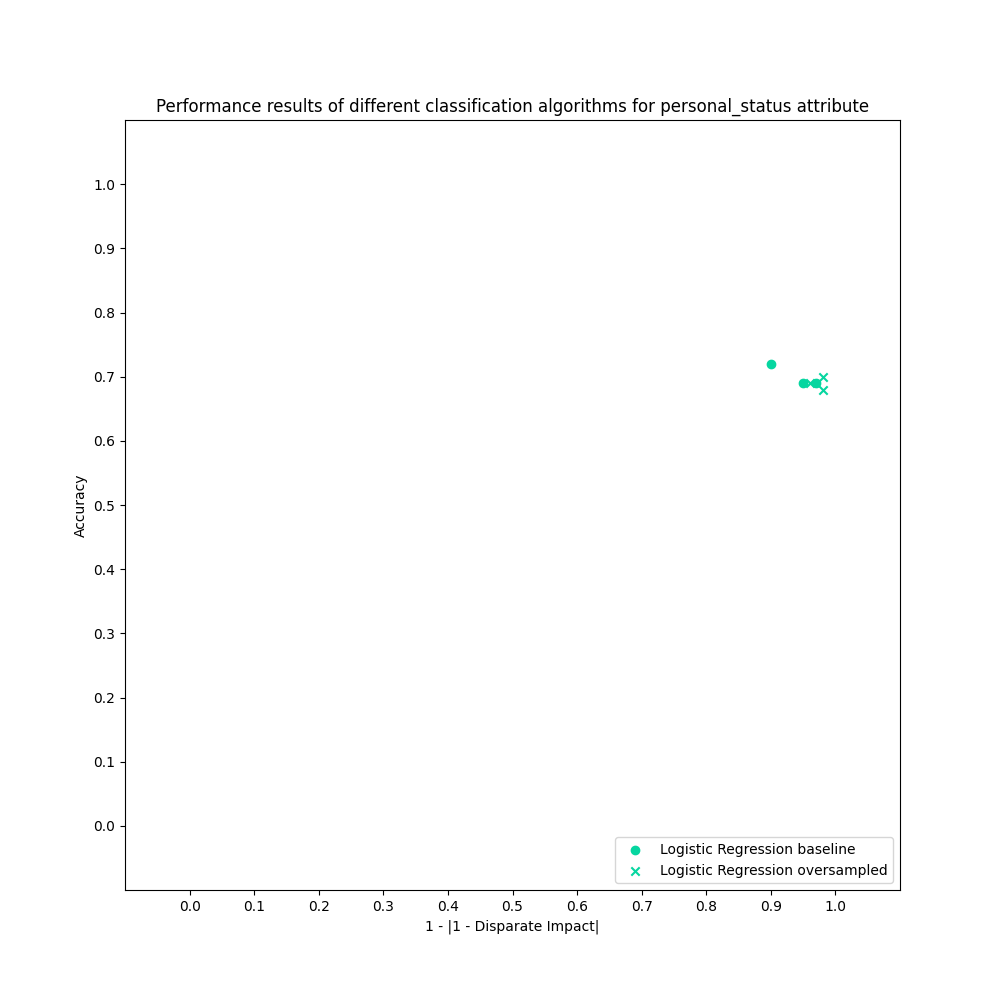 Performance results of different classification algorithms for personal_status attribute
1.0
0.9
0.8
0.7
0.6
0.5
0.4
0.3
0.2
0.1
0.0
Accuracy
Logistic Regression baseline
Logistic Regression oversampled
0.0 0.1 0.2 0.3 0.4 0.5 0.6 0.7 0.8 0.9 1.0
1 - |1 - Disparate Impact|